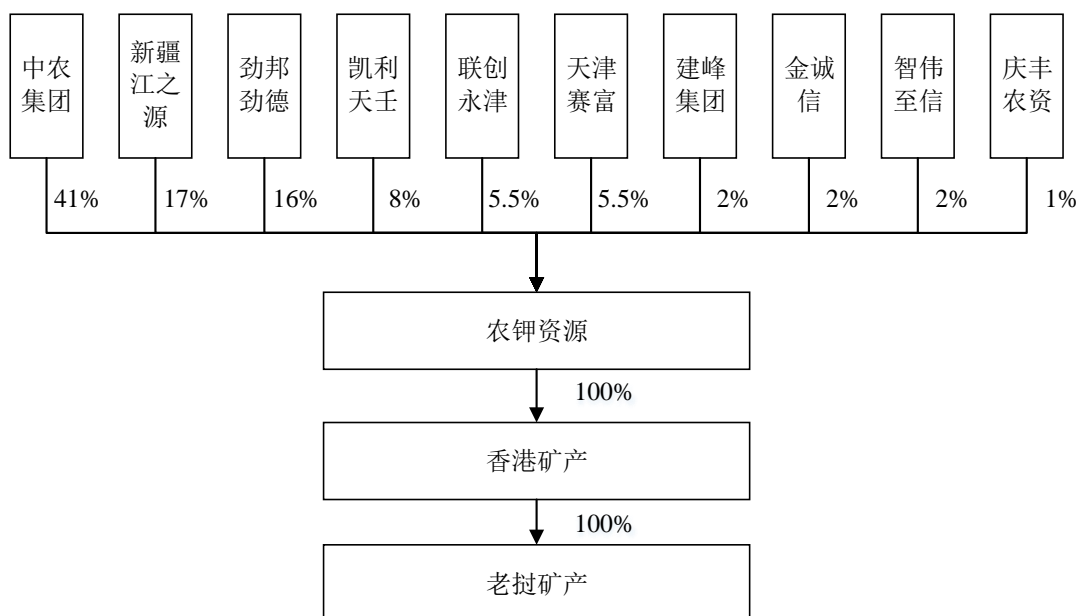 中农
集团
新疆
江之
源
劲邦
劲德
凯利
天壬
联创
永津
天津
赛富
建峰
集团
金诚
信
智伟
至信
庆丰
农资
41%
17%
16%
8%
5.5%
5.5%
2%
2%
2%
1%
农钾资源
100%
香港矿产
100%
老挝矿产